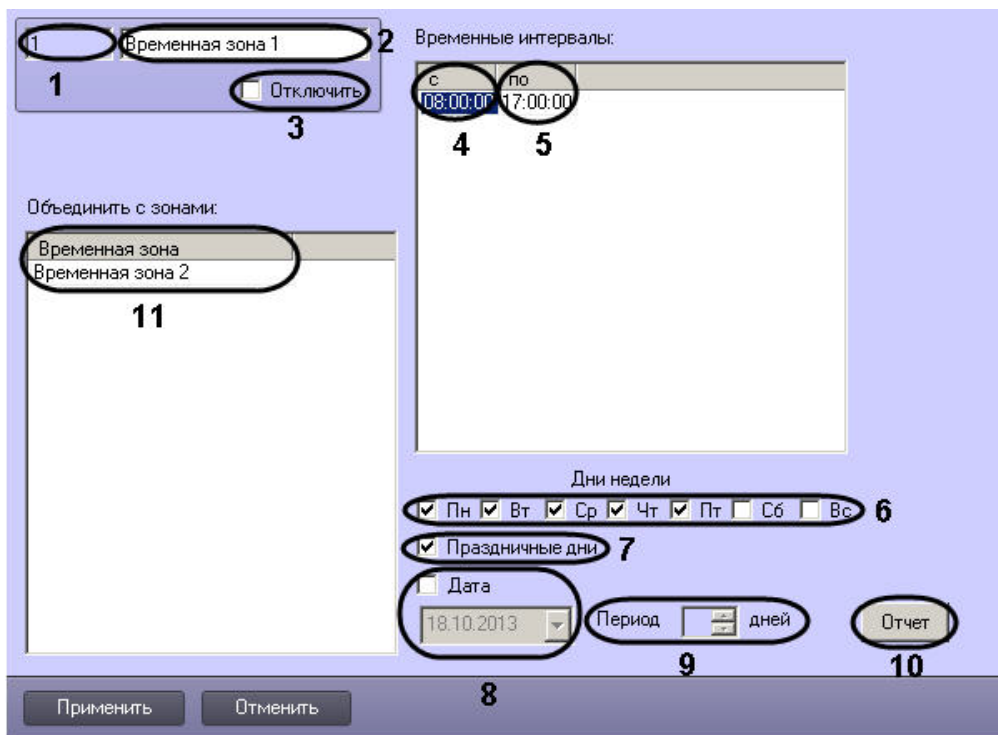 1 Временная зона 1 2
1 Отключить
3
Временные интервалы:
с по
08:00:00 17:00:00
4 5
Объединить с зонами:
Временная зона
Временная зона 2
11
Дни недели
Пн Вт Ср Чт Пт Сб Вс 6
Праздничные дни 7
Дата
18.10.2013 Период дней Отчет
8 9 10
Применить Отменить